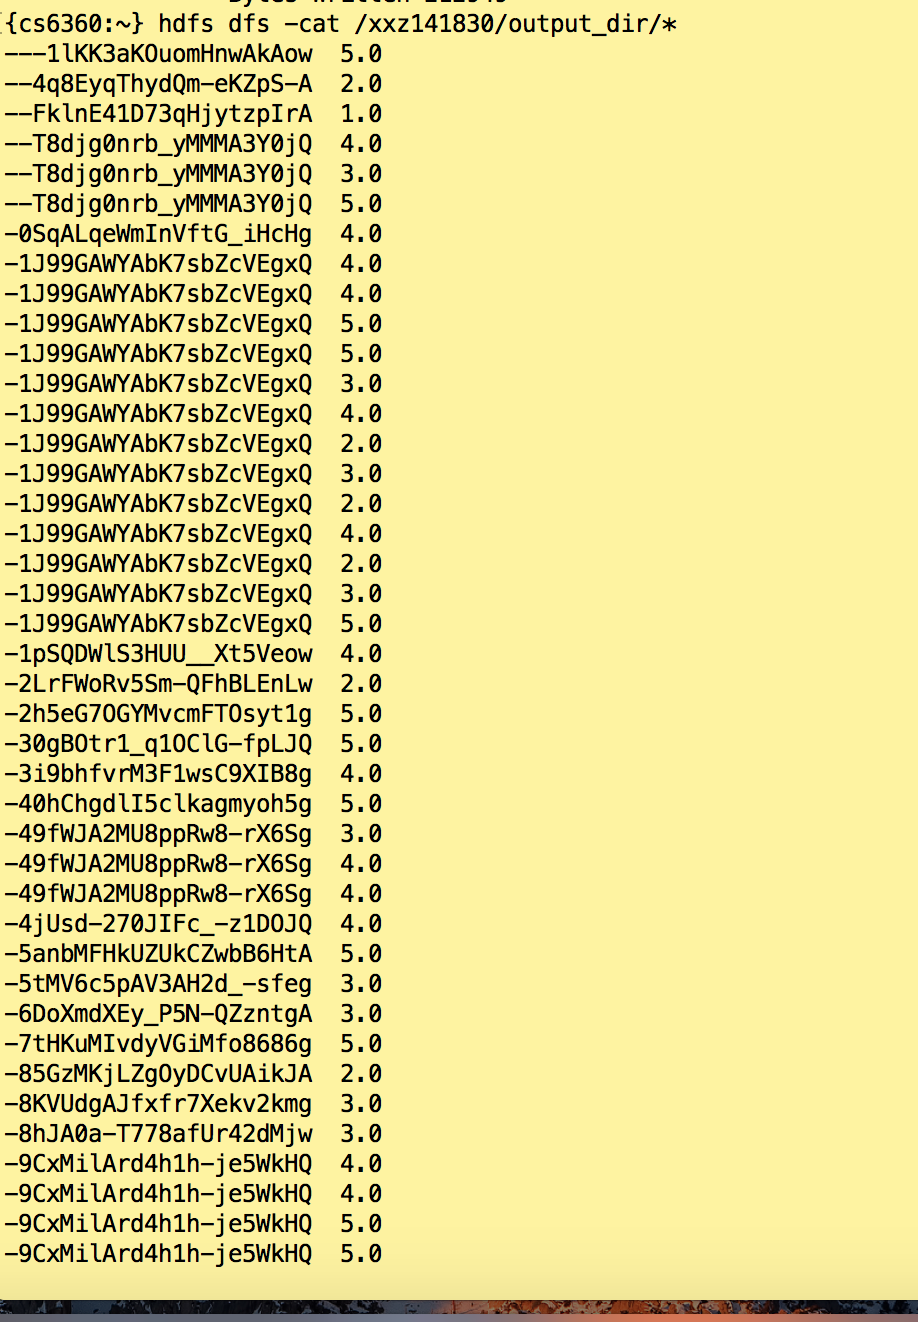 {cs6360:~} hdfs dfs -cat /xxz141830/output_dir/*
---1lKK3aKOuomHnwAkAow 5.0
--4q8EyqThydQm-eKZpS-A 2.0
--FklnE41D73qHjytzpIrA 1.0
--T8djg0nrb_yMMMA3Y0jQ 4.0
--T8djg0nrb_yMMMA3Y0jQ 3.0
--T8djg0nrb_yMMMA3Y0jQ 5.0
-0SqALqeWmInVftG_iHcHg 4.0
-1J99GAWYAbK7sbZcVEgxQ 4.0
-1J99GAWYAbK7sbZcVEgxQ 4.0
-1J99GAWYAbK7sbZcVEgxQ 5.0
-1J99GAWYAbK7sbZcVEgxQ 5.0
-1J99GAWYAbK7sbZcVEgxQ 3.0
-1J99GAWYAbK7sbZcVEgxQ 4.0
-1J99GAWYAbK7sbZcVEgxQ 2.0
-1J99GAWYAbK7sbZcVEgxQ 3.0
-1J99GAWYAbK7sbZcVEgxQ 2.0
-1J99GAWYAbK7sbZcVEgxQ 4.0
-1J99GAWYAbK7sbZcVEgxQ 2.0
-1J99GAWYAbK7sbZcVEgxQ 3.0
-1J99GAWYAbK7sbZcVEgxQ 5.0
-1pSQDWlS3HUU__Xt5Veow 4.0
-2LrFWoRv5Sm-QFhBLEnLw 2.0
-2h5eG7OGYMvcmFTOsyt1g 5.0
-30gBOtr1_q1OClG-fpLJQ 5.0
-3i9bhfvrM3F1wsC9XIB8g 4.0
-40hChgdlI5clkagmyoh5g 5.0
-49fWJA2MU8ppRw8-rX6Sg 3.0
-49fWJA2MU8ppRw8-rX6Sg 4.0
-49fWJA2MU8ppRw8-rX6Sg 4.0
-4jUsd-270JIFc_-z1DOJQ 4.0
-5anbMFHkUZUkCZwbB6HtA 5.0
-5tMV6c5pAV3AH2d_-sfeg 3.0
-6DoXmdXEy_P5N-QZzntgA 3.0
-7tHKuMIvdyVGiMfo8686g 5.0
-85GzMKjLZgOyDCvUAikJA 2.0
-8KVUdgAJfxfr7Xekv2kmg 3.0
-8hJA0a-T778afUr42dMjw 3.0
-9CxMilArd4h1h-je5WkHQ 4.0
-9CxMilArd4h1h-je5WkHQ 4.0
-9CxMilArd4h1h-je5WkHQ 5.0
-9CxMilArd4h1h-je5WkHQ 5.0